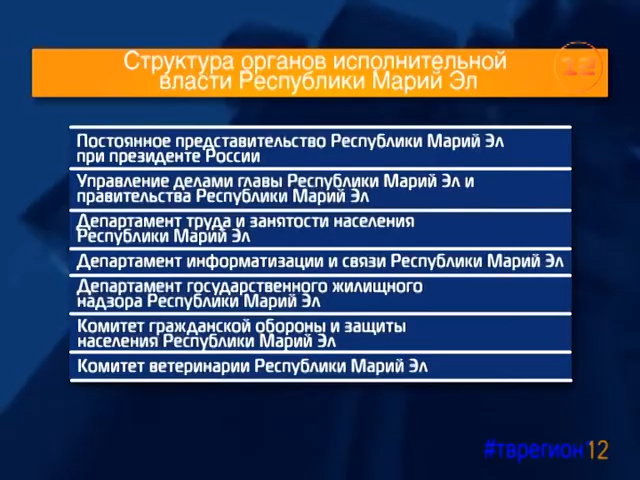 Структура органов исполнительной
власти Республики Марий Эл
12
Постоянное представительство Республики Марий Эл
при президенте России
Управление делами главы Республики Марий Эл и
правительства Республики Марий Эл
Департамент труда и занятости населения
Республики Марий Эл
Департамент информатизации и связи Республики Марий Эл
Департамент государственного жилищного
надзора Республики Марий Эл
Комитет гражданской обороны и защиты
населения Республики Марий Эл
Комитет ветеринарии Республики Марий Эл
#тврегион12